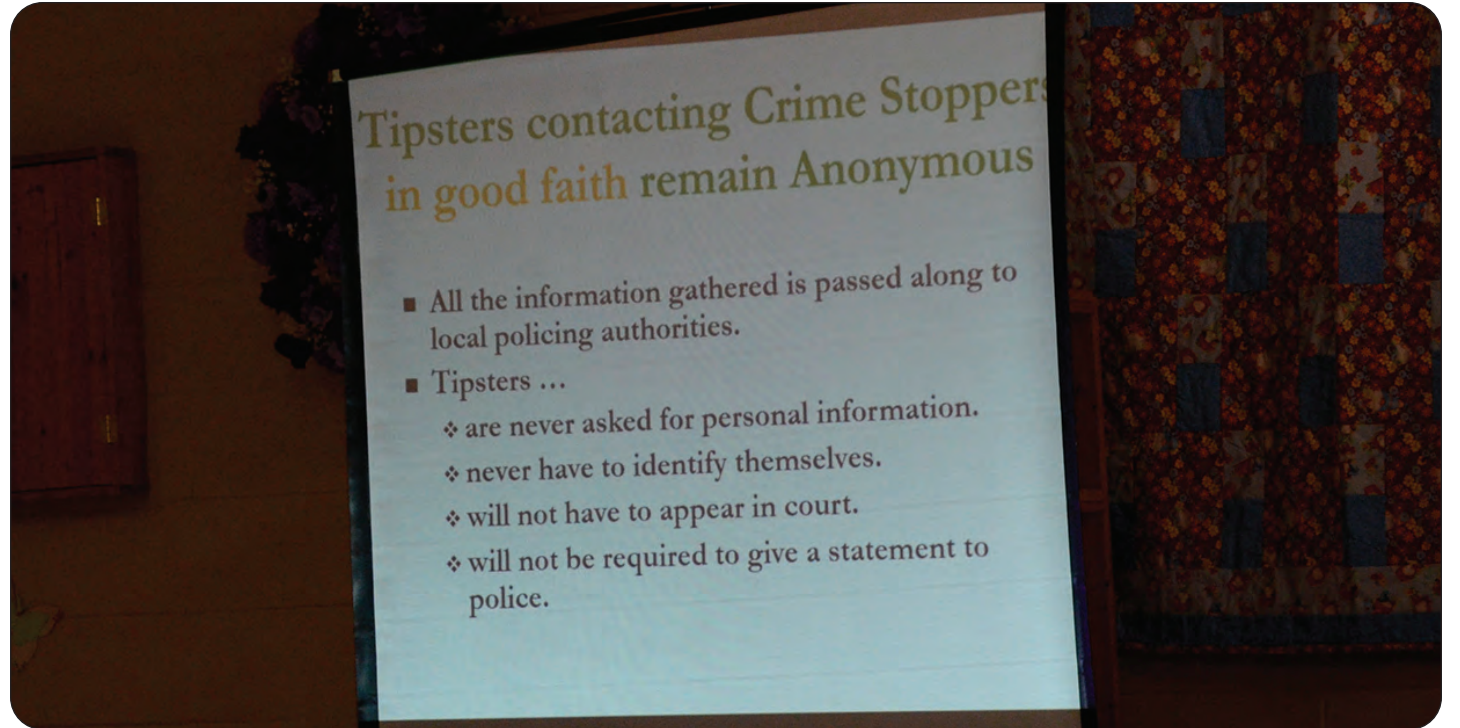 Tipsters contacting Crime Stoppers
in good faith remain Anonymous
▪ All the information gathered is passed along to
local policing authorities.
▪ Tipsters ...
❖ are never asked for personal information.
❖ never have to identify themselves.
❖ will not have to appear in court.
❖ will not be required to give a statement to
police.